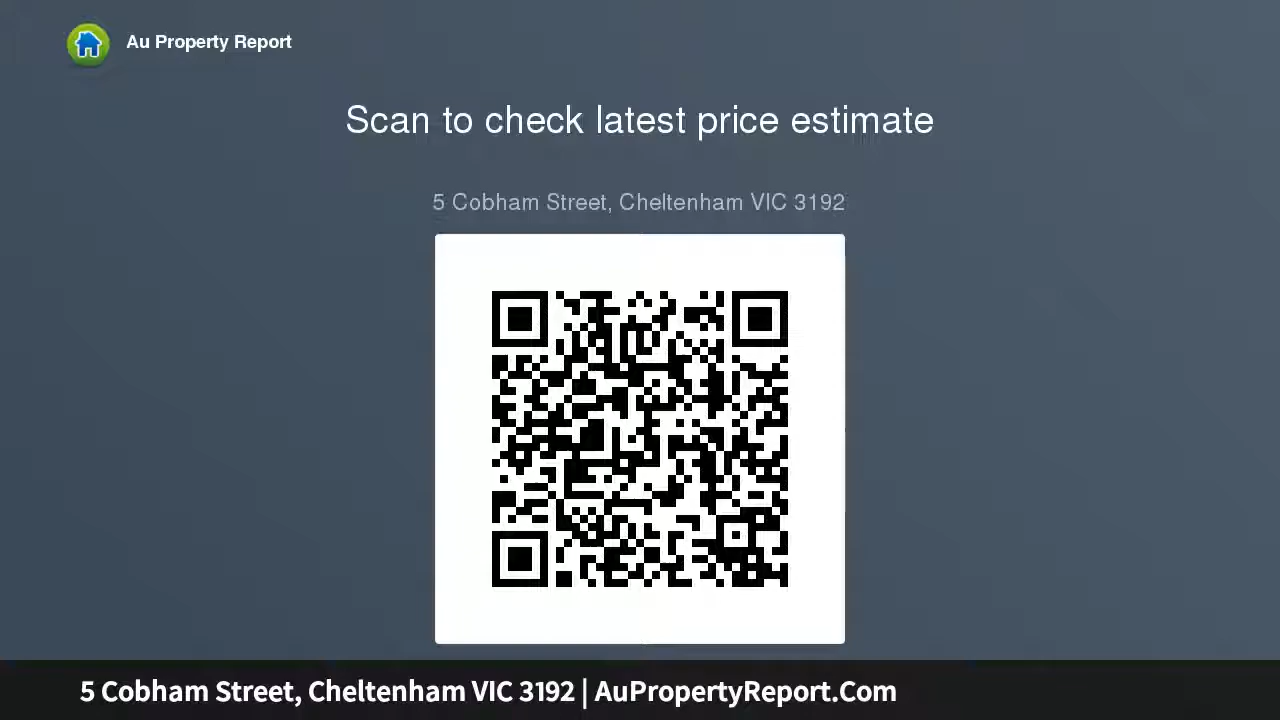 Au Property Report
Scan to check latest price estimate
5 Cobham Street, Cheltenham VIC 3192
5 Cobham Street, Cheltenham VIC 3192 | AuPropertyReport.Com